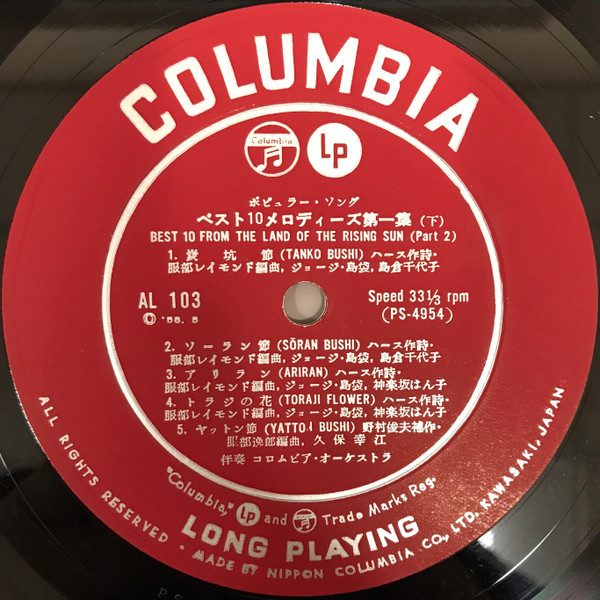 COLUMBIA
Columbia
LP
ポピュラー・ソング
ベスト10メロディーズ第一集 (下)
BEST 10 FROM THE LAND OF THE RISING SUN (Part 2)
1. 炭坑節 (TANKO BUSHI) ハース作詩・
服部レイモンド編曲, ジョージ・島袋, 島倉千代子
AL 103
Speed 33⅓ rpm
Ⓒ '58. 5
(PS-4954)
2. ソーラン節 (SŌRAN BUSHI) ハース作詩・
服部レイモンド編曲, ジョージ・島袋, 島倉千代子
3. アリラン (ARIRAN) ハース作詩・
服部レイモンド編曲, ジョージ・島袋, 神楽坂はん子
4. トラジの花 (TORAJI FLOWER) ハース作詩・
服部レイモンド編曲, ジョージ・島袋, 神楽坂はん子
5. ヤットン節 (YATTON BUSHI) 野村俊夫補作・
服部逸郎編曲, 久保幸江
伴奏 コロムビア・オーケストラ
"Columbia," LP and Trade Marks Reg.
LONG PLAYING
ALL RIGHTS RESERVED · MADE BY NIPPON COLUMBIA CO., LTD. KAWASAKI, JAPAN